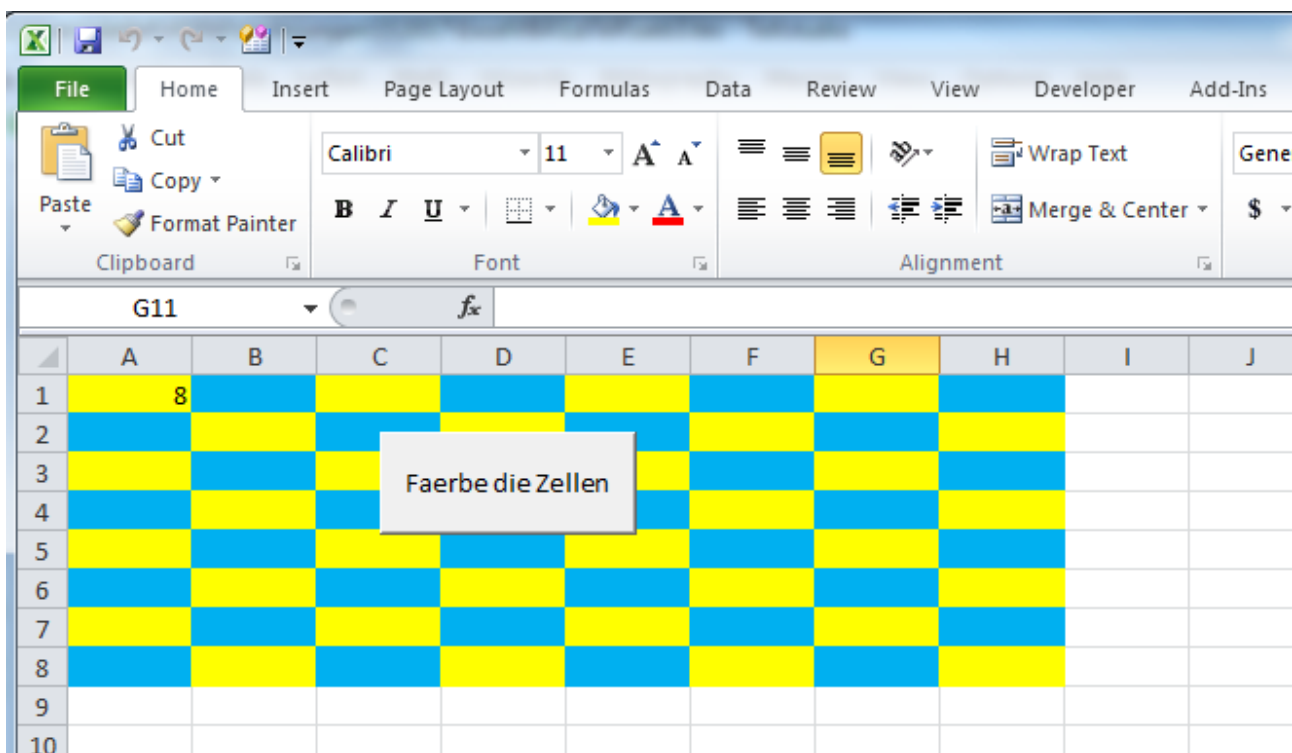 File Home Insert Page Layout Formulas Data Review View Developer Add-Ins
Paste
Cut
Copy
Format Painter
Clipboard
Calibri 11 A A
B I U A
Font
Wrap Text
Merge & Center
Alignment
Gene
$
G11 fx
A B C D E F G H I J
1 8
2
3
4
5
6
7
8
9
10
Faerbe die Zellen